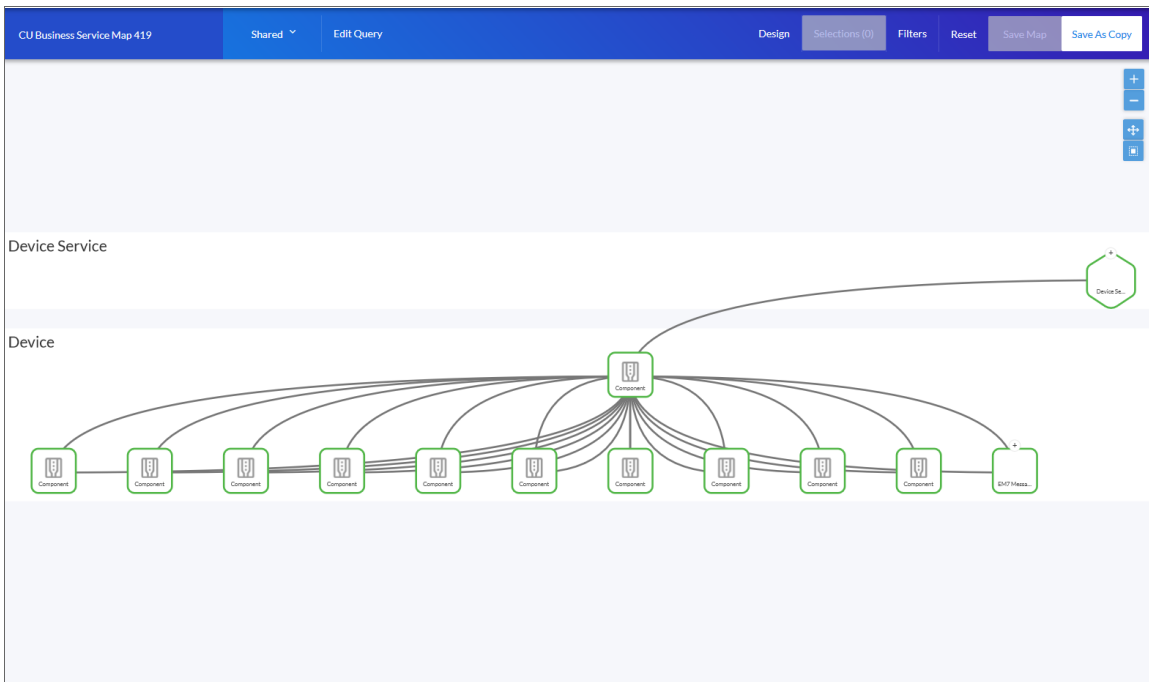 CU Business Service Map 419
Shared
Edit Query
Design
Selections (0)
Filters
Reset
Save Map
Save As Copy
Device Service
Device Se...
Device
Component
Component
Component
Component
Component
Component
Component
Component
Component
Component
Component
EM7 Messa...